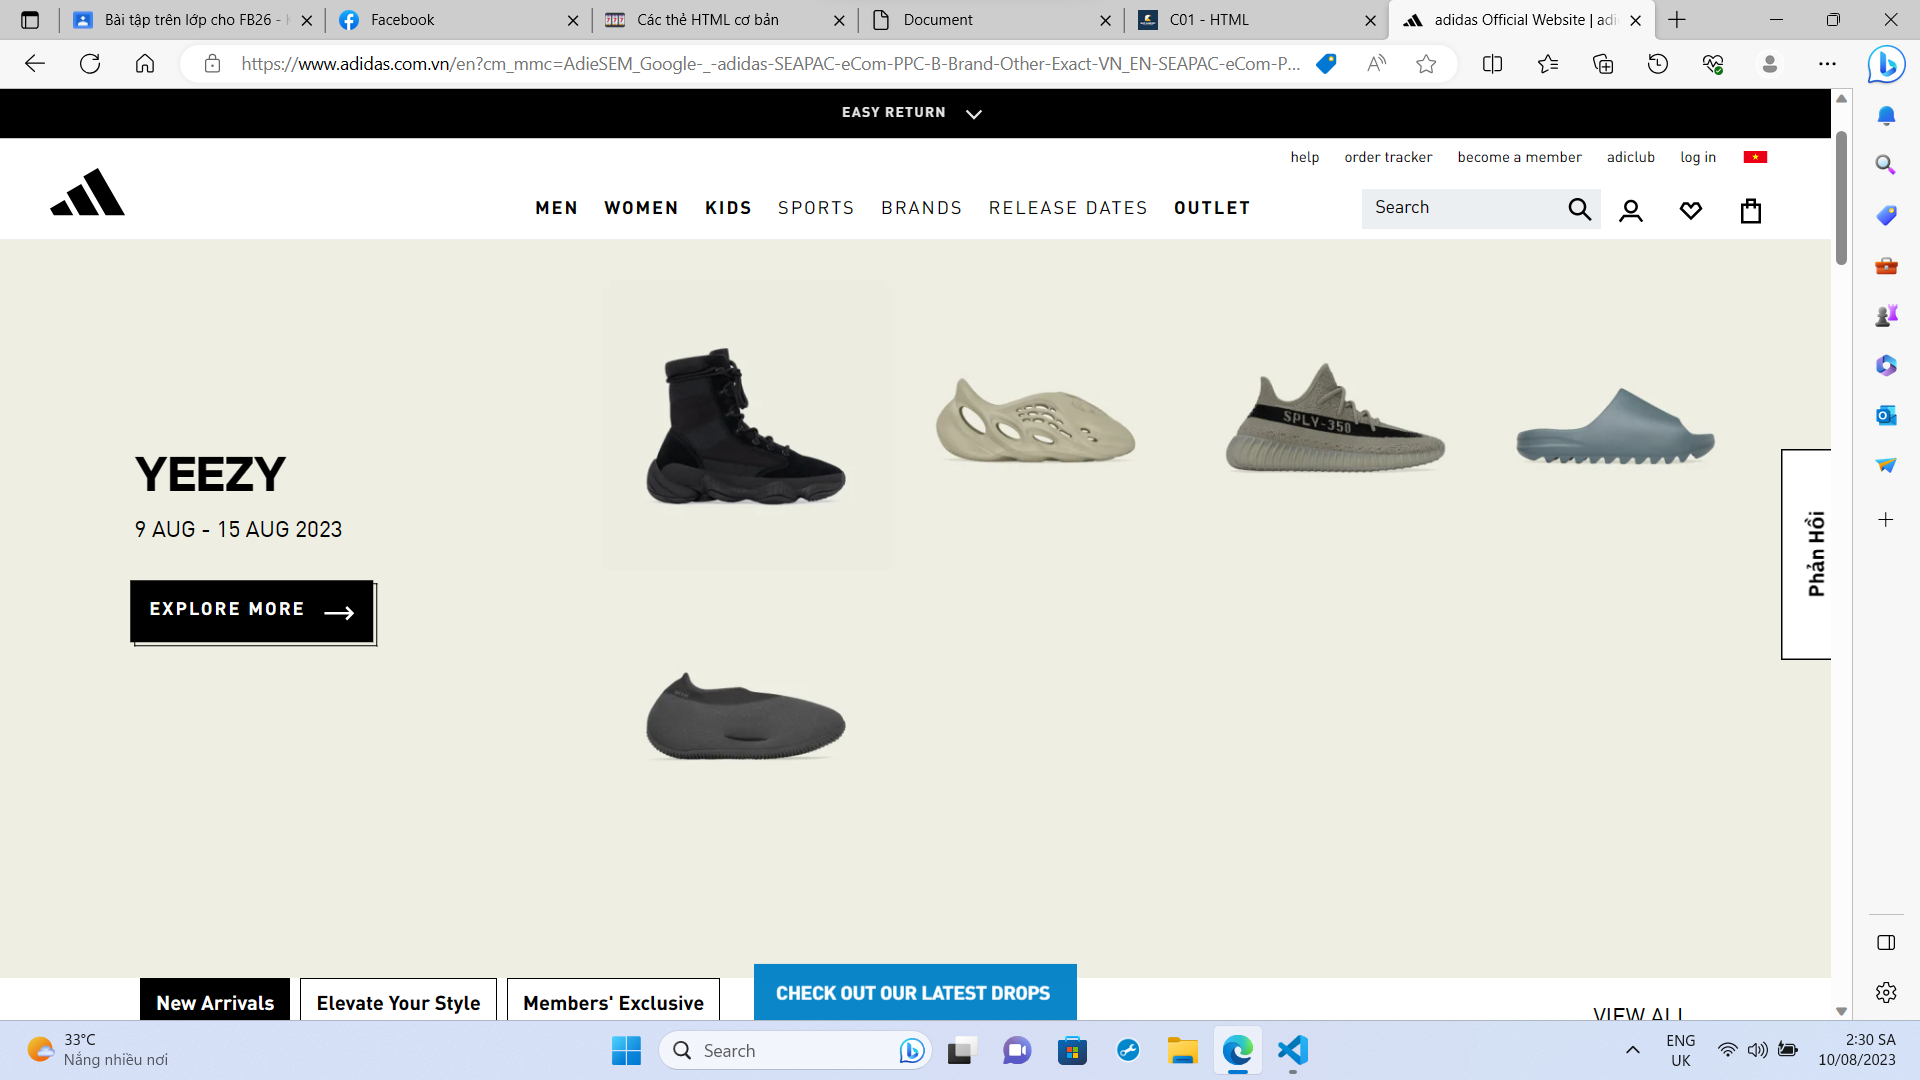 Bài tập trên lớp cho FB26 -
Facebook
Các thẻ HTML cơ bản
Document
C01 - HTML
adidas Official Website | adi
https://www.adidas.com.vn/en?cm_mmc=AdieSEM_Google-_-adidas-SEAPAC-eCom-PPC-B-Brand-Other-Exact-VN_EN-SEAPAC-eCom-P...
EASY RETURN
help
order tracker
become a member
adiclub
log in
MEN
WOMEN
KIDS
SPORTS
BRANDS
RELEASE DATES
OUTLET
Search
SPLY-350
YEEZY
9 AUG - 15 AUG 2023
EXPLORE MORE
Phản Hồi
New Arrivals
Elevate Your Style
Members' Exclusive
CHECK OUT OUR LATEST DROPS
VIEW ALL
33°C
Nắng nhiều nơi
Search
ENG
UK
2:30 SA
10/08/2023